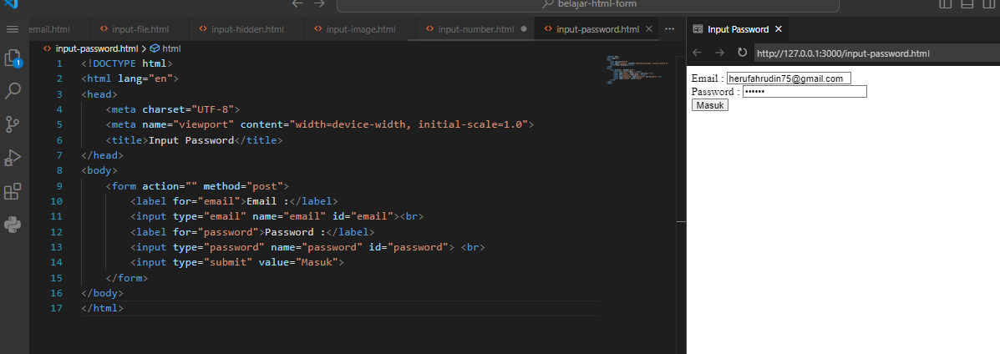 belajar-html-form
email.html input-file.html input-hidden.html input-image.html input-number.html input-password.html ···
input-password.html > html
1 <!DOCTYPE html>
2 <html lang="en">
3 <head>
4 <meta charset="UTF-8">
5 <meta name="viewport" content="width=device-width, initial-scale=1.0">
6 <title>Input Password</title>
7 </head>
8 <body>
9 <form action="" method="post">
10 <label for="email">Email :</label>
11 <input type="email" name="email" id="email"><br>
12 <label for="password">Password :</label>
13 <input type="password" name="password" id="password"> <br>
14 <input type="submit" value="Masuk">
15 </form>
16 </body>
17 </html>
1
Input Password
http://127.0.0.1:3000/input-password.html
Email : herufahrudin75@gmail.com
Password : ••••••
Masuk